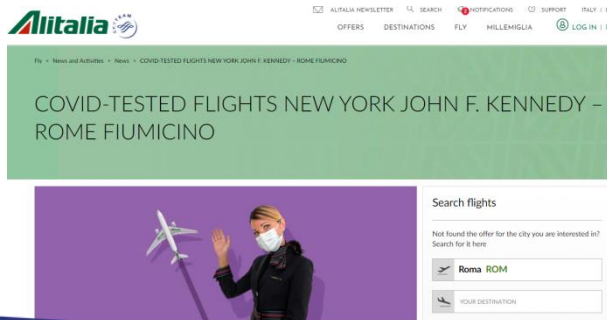 ALITALIA NEWSLETTER SEARCH 2 NOTIFICATIONS SUPPORT ITALY
Alitalia SKYTEAM
OFFERS DESTINATIONS FLY MILLEMIGLIA LOG IN
Fly • News and Activities • News • COVID-TESTED FLIGHTS NEW YORK JOHN F. KENNEDY – ROME FIUMICINO
COVID-TESTED FLIGHTS NEW YORK JOHN F. KENNEDY –
ROME FIUMICINO
Search flights
Not found the offer for the city you are interested in?
Search for it here
Roma ROM
YOUR DESTINATION